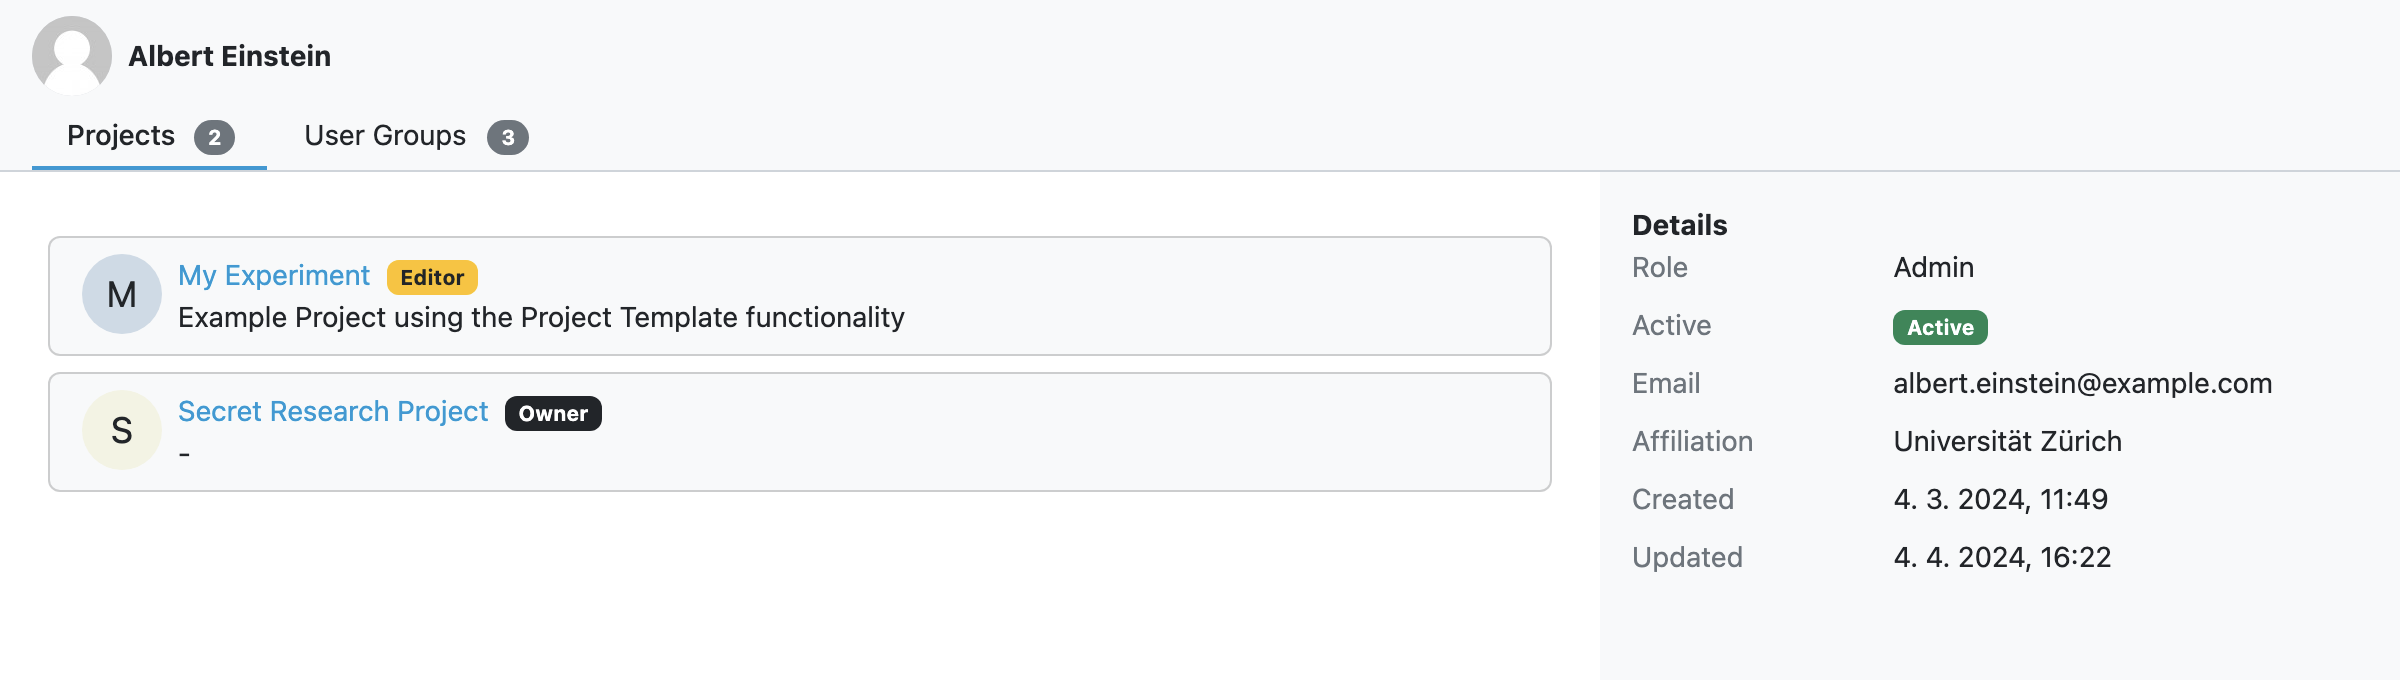 Albert Einstein
Projects 2 User Groups 3
M
My Experiment Editor
Example Project using the Project Template functionality
S
Secret Research Project Owner
-
Details
Role Admin
Active Active
Email albert.einstein@example.com
Affiliation Universität Zürich
Created 4. 3. 2024, 11:49
Updated 4. 4. 2024, 16:22